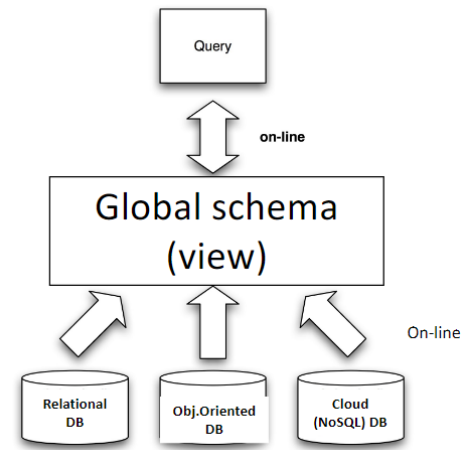 Query
on-line
Global schema
(view)
On-line
Relational
DB
Obj.Oriented
DB
Cloud
(NoSQL) DB